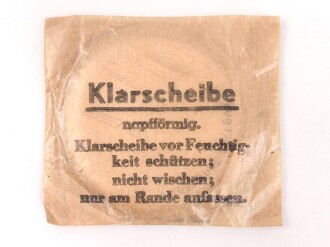 Klarscheibe
napfförmig.
Klarscheibe vor Feuchtig-
keit schützen;
nicht wischen;
nur am Rande anfassen.